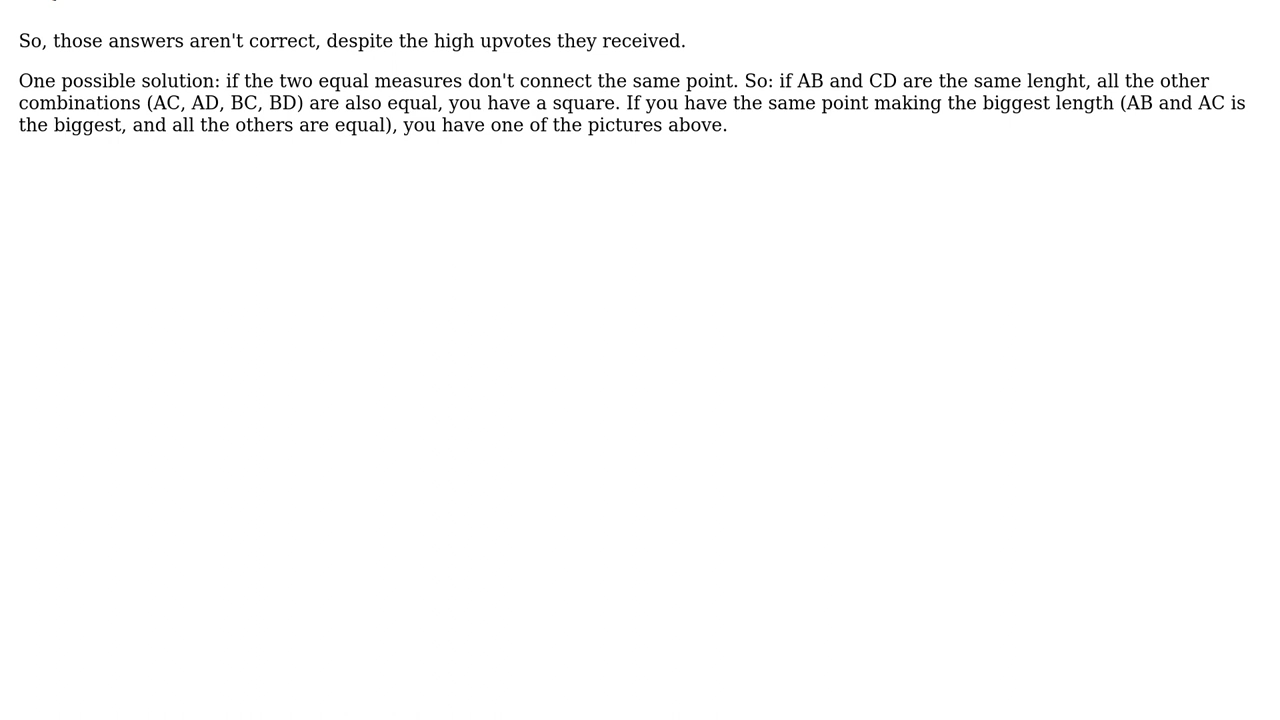 So, those answers aren't correct, despite the high upvotes they received.
One possible solution: if the two equal measures don't connect the same point. So: if AB and CD are the same lenght, all the other
combinations (AC, AD, BC, BD) are also equal, you have a square. If you have the same point making the biggest length (AB and AC is
the biggest, and all the others are equal), you have one of the pictures above.